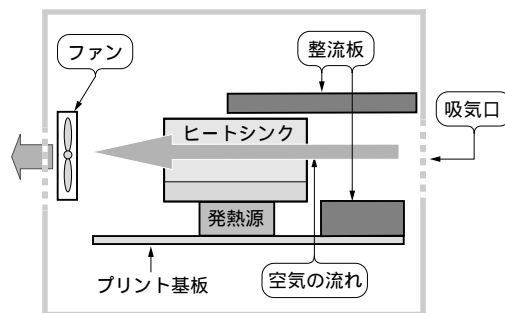 ファン
整流板
吸気口
ヒートシンク
発熱源
プリント基板
空気の流れ